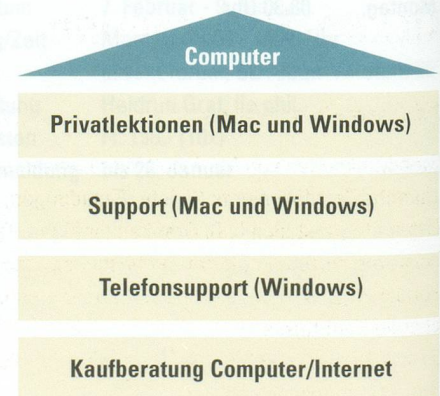 Computer
Privatlektionen (Mac und Windows)
Support (Mac und Windows)
Telefonsupport (Windows)
Kaufberatung Computer/Internet